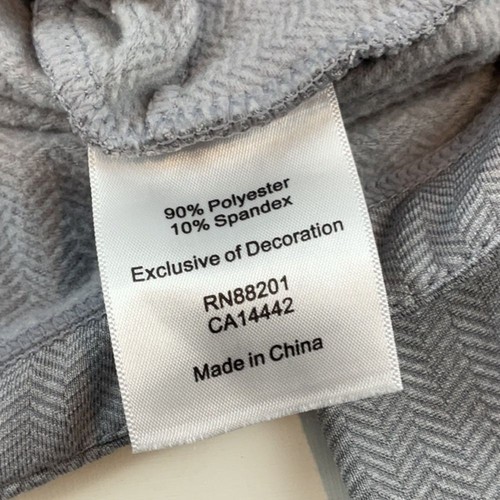 90% Polyester
10% Spandex
Exclusive of Decoration
RN88201
CA14442
Made in China